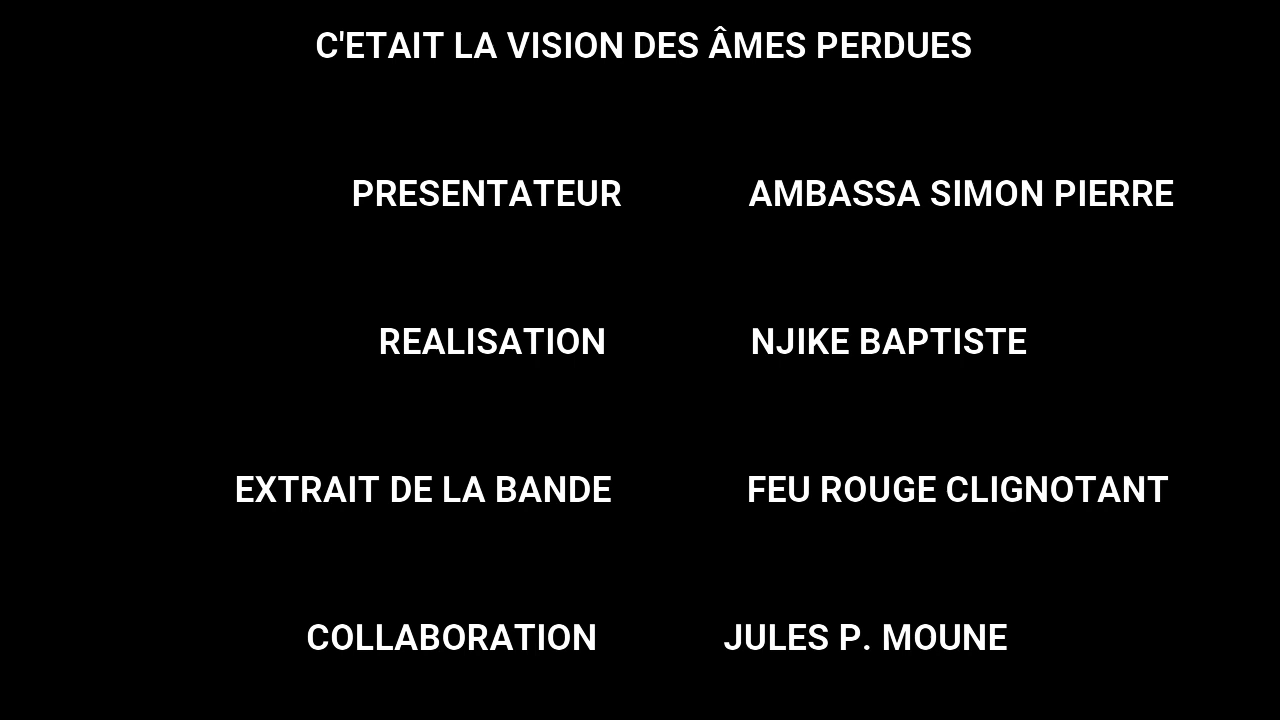 C'ETAIT LA VISION DES ÂMES PERDUES
PRESENTATEUR AMBASSA SIMON PIERRE
REALISATION NJIKE BAPTISTE
EXTRAIT DE LA BANDE FEU ROUGE CLIGNOTANT
COLLABORATION JULES P. MOUNE